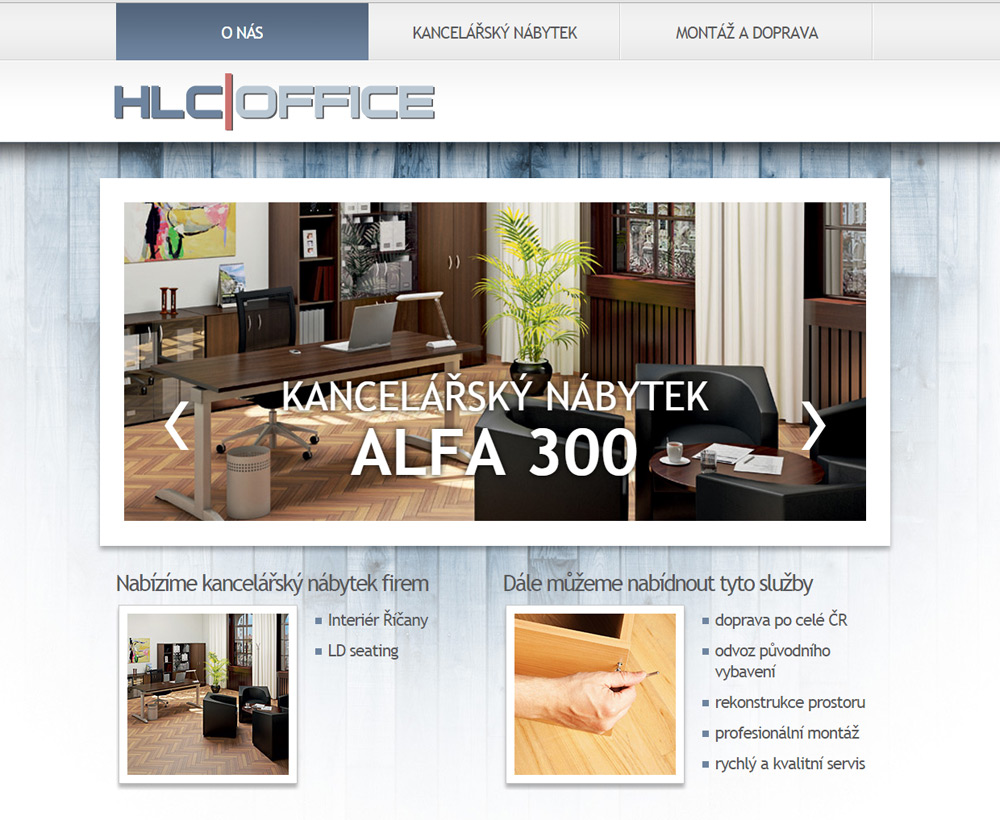 O NÁS
KANCELÁŘSKÝ NÁBYTEK
MONTÁŽ A DOPRAVA
HLC|OFFICE
KANCELÁŘSKÝ NÁBYTEK
ALFA 300
Nabízíme kancelářský nábytek firem
Interiér Říčany
LD seating
Dále můžeme nabídnout tyto služby
doprava po celé ČR
odvoz původního
vybavení
rekonstrukce prostoru
profesionální montáž
rychlý a kvalitní servis